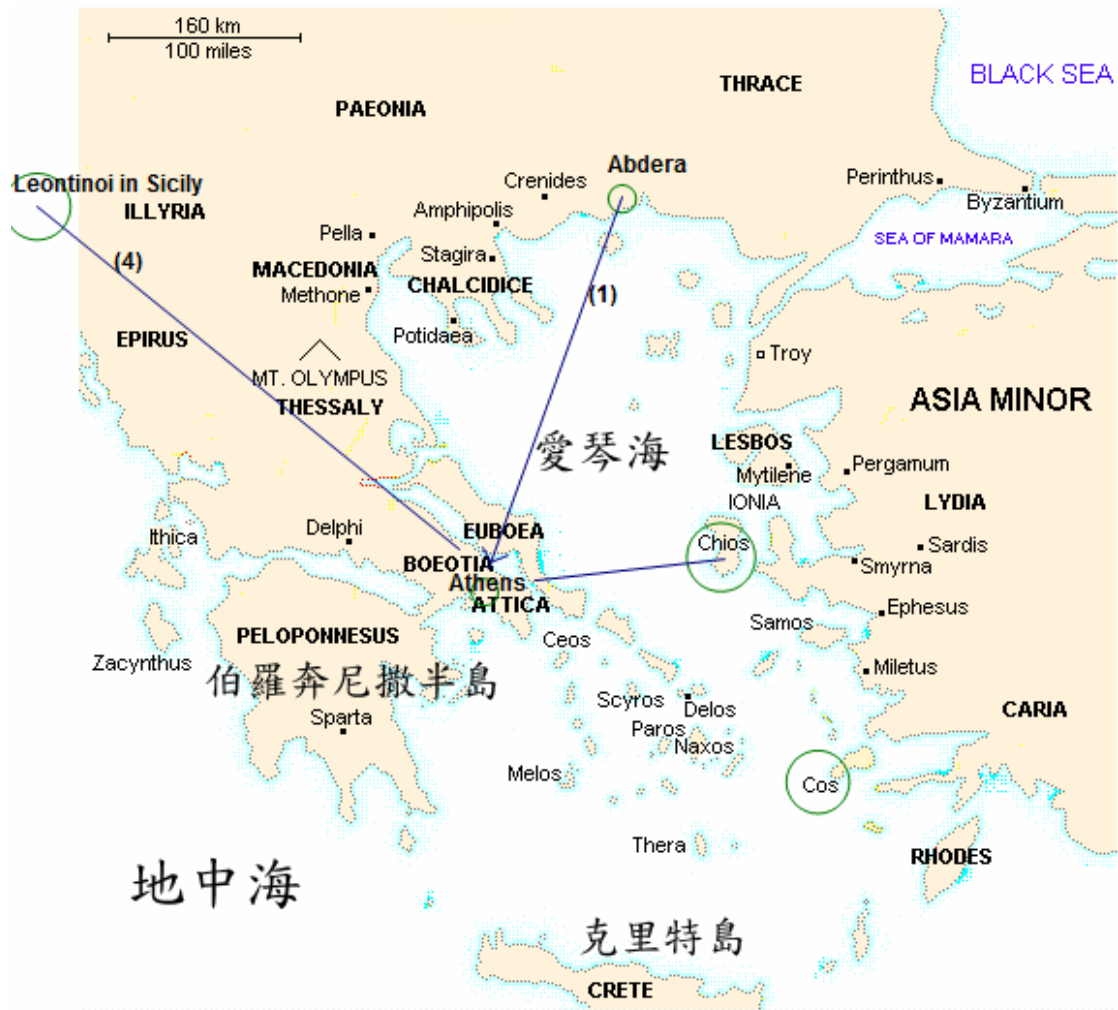 160 km
100 miles
BLACK SEA
THRACE
PAEONIA
Leontinoi in Sicily
Abdera
Crenides
Perinthus
Byzantium
ILLYRIA
Amphipolis
Pella
SEA OF MAMARA
Stagira
(4)
MACEDONIA
CHALCIDICE
(1)
Methone
Potidaea
EPIRUS
Troy
MT. OLYMPUS
THESSALY
ASIA MINOR
愛琴海
LESBOS
Mytilene
Pergamum
IONIA
LYDIA
Ithica
Delphi
EUBOEA
Chios
Sardis
BOEOTIA
Smyrna
Athens
ATTICA
Ephesus
PELOPONNESUS
Ceos
Samos
Zacynthus
伯羅奔尼撒半島
Miletus
Scyros
Delos
Sparta
Paros
Naxos
CARIA
Melos
Cos
Thera
RHODES
地中海
克里特島
CRETE